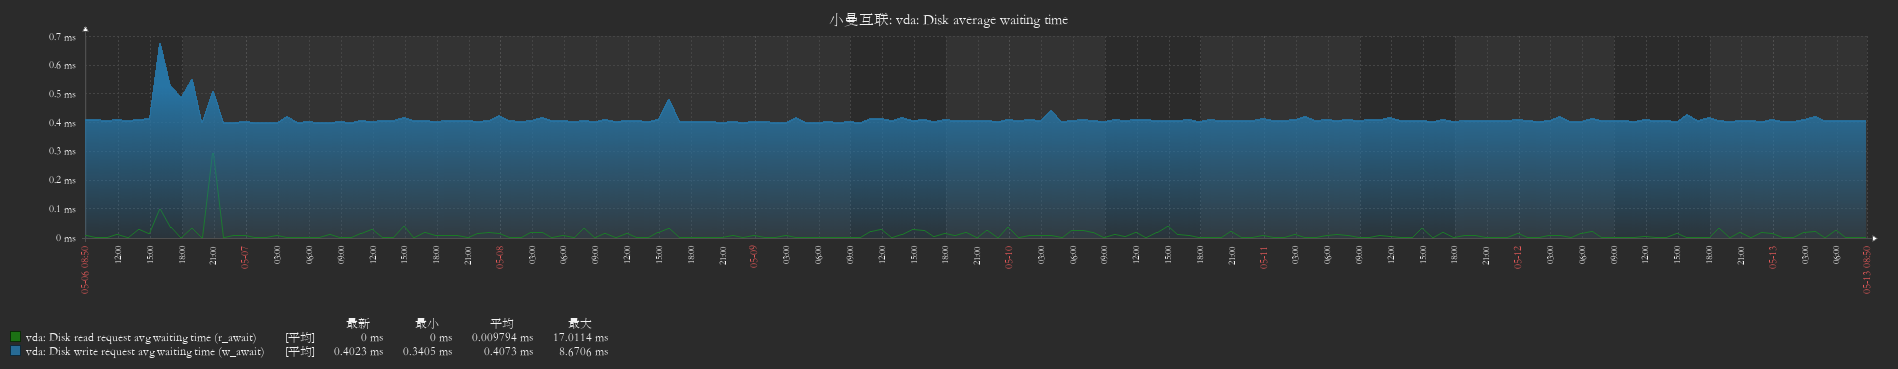 小曼互联: vda: Disk average waiting time
0.7 ms
0.6 ms
0.5 ms
0.4 ms
0.3 ms
0.2 ms
0.1 ms
0 ms
05-06 08:50 12:00 15:00 18:00 21:00 05-07 03:00 06:00 09:00 12:00 15:00 18:00 21:00 05-08 03:00 06:00 09:00 12:00 15:00 18:00 21:00 05-09 03:00 06:00 09:00 12:00 15:00 18:00 21:00 05-10 03:00 06:00 09:00 12:00 15:00 18:00 21:00 05-11 03:00 06:00 09:00 12:00 15:00 18:00 21:00 05-12 03:00 06:00 09:00 12:00 15:00 18:00 21:00 05-13 03:00 06:00 05-13 08:50
最新 最小 平均 最大
vda: Disk read request avg waiting time (r_await) [平均] 0 ms 0 ms 0.009794 ms 17.0114 ms
vda: Disk write request avg waiting time (w_await) [平均] 0.4023 ms 0.3405 ms 0.4073 ms 8.6706 ms